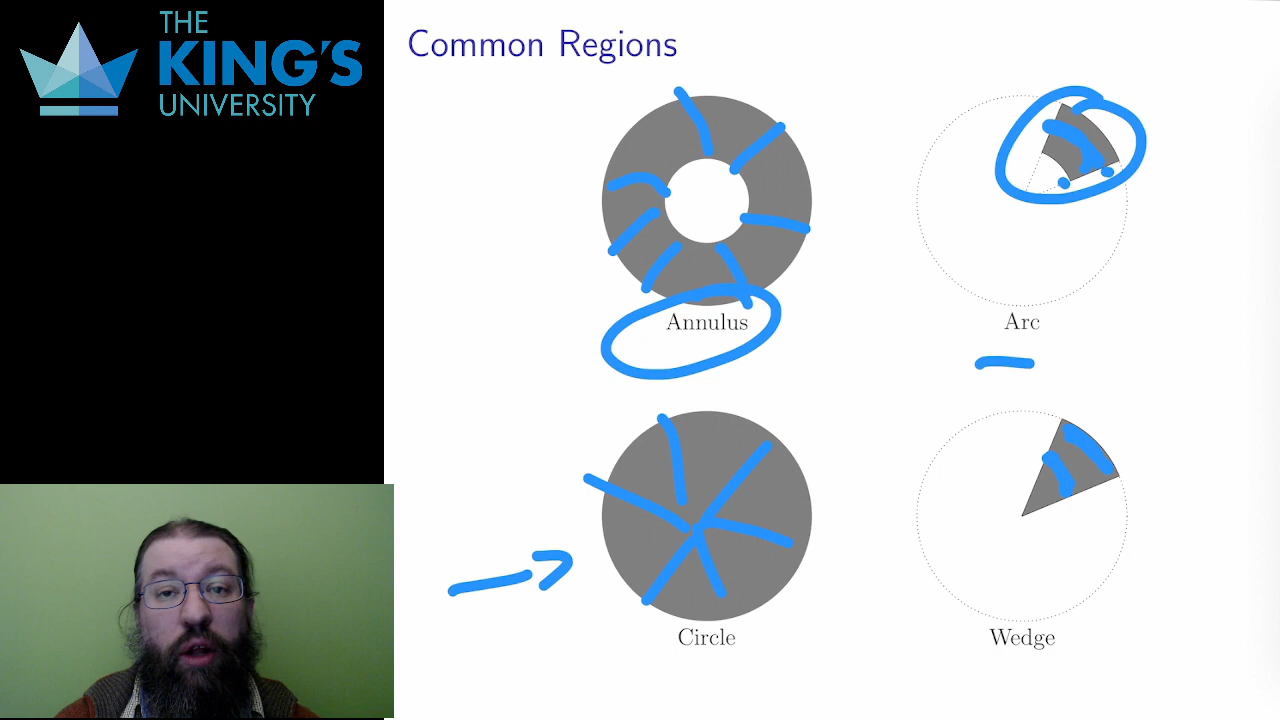 THE
KING'S
UNIVERSITY
Common Regions
Annulus
Arc
Circle
Wedge